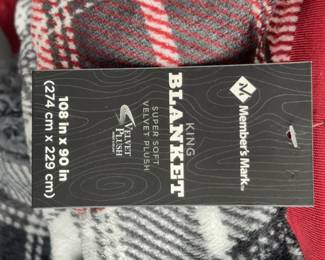 Member's Mark.
KING
BLANKET
SUPER SOFT
VELVET PLUSH
VELVET
PLUSH
108 in x 90 in
(274 cm x 229 cm)